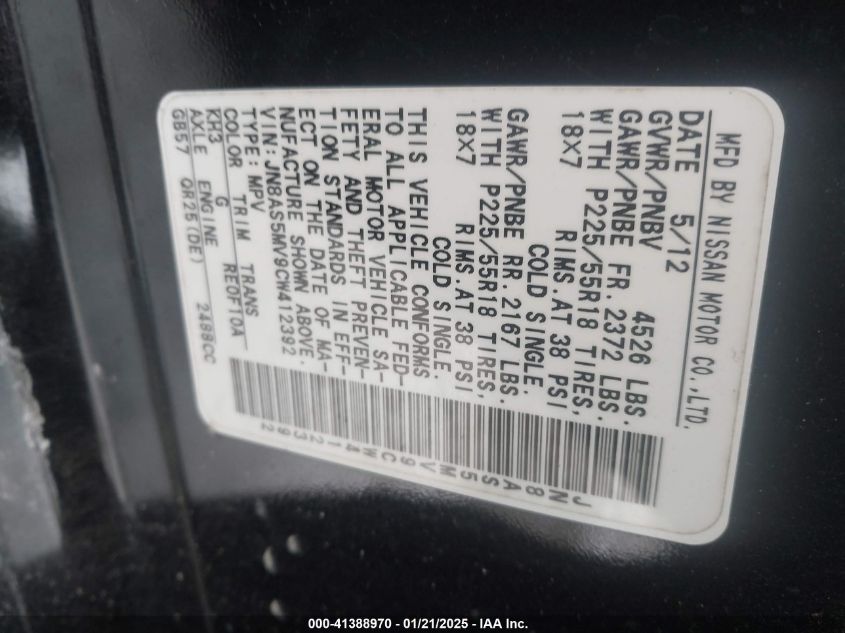 MFD BY NISSAN MOTOR CO.,LTD.
DATE 5/12
GVWR/PNBV 4526 LBS.
GAWR/PNBE FR. 2372 LBS.
WITH P225/55R18 TIRES,
18X7 RIMS.AT 38 PSI
COLD SINGLE.
GAWR/PNBE RR. 2167 LBS.
WITH P225/55R18 TIRES,
18X7 RIMS.AT 38 PSI
COLD SINGLE.
THIS VEHICLE CONFORMS
TO ALL APPLICABLE FED-
ERAL MOTOR VEHICLE SA-
FETY AND THEFT PREVEN-
TION STANDARDS IN EFF-
ECT ON THE DATE OF MA-
NUFACTURE SHOWN ABOVE.
VIN:JN8AS5MV9CW412392
TYPE:MPV
COLOR TRIM TRANS
KH3 G RE0F10A
AXLE ENGINE
GB57 QR25(DE) 2488CC
JN8AS5MV9CW412392
000-41388970 / 01/21/2025 - IAA Inc.